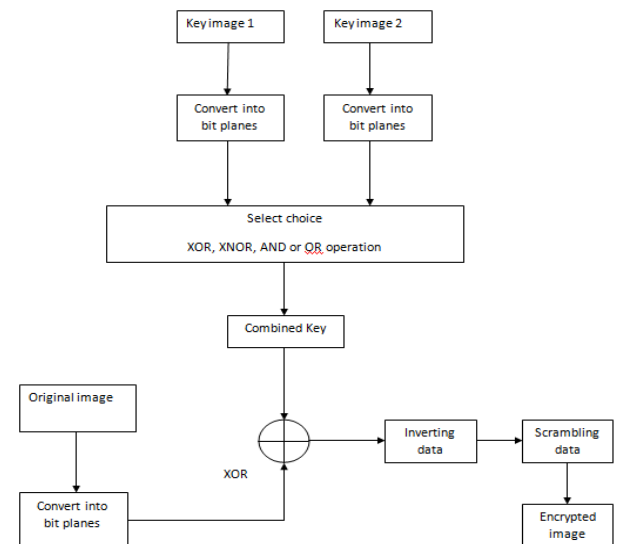 Key image 1
Key image 2
Convert into
bit planes
Convert into
bit planes
Select choice
XOR, XNOR, AND or OR operation
Combined Key
Original image
XOR
Inverting
data
Scrambling
data
Convert into
bit planes
Encrypted
image